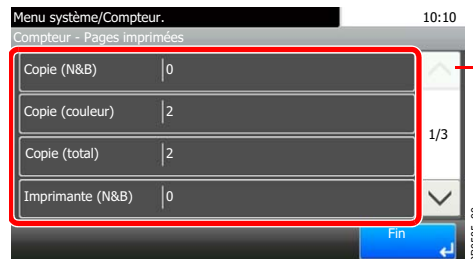 Menu système/Compteur.
10:10
Compteur - Pages imprimées
Copie (N&B) 0
Copie (couleur) 2
1/3
Copie (total) 2
Imprimante (N&B) 0
Fin